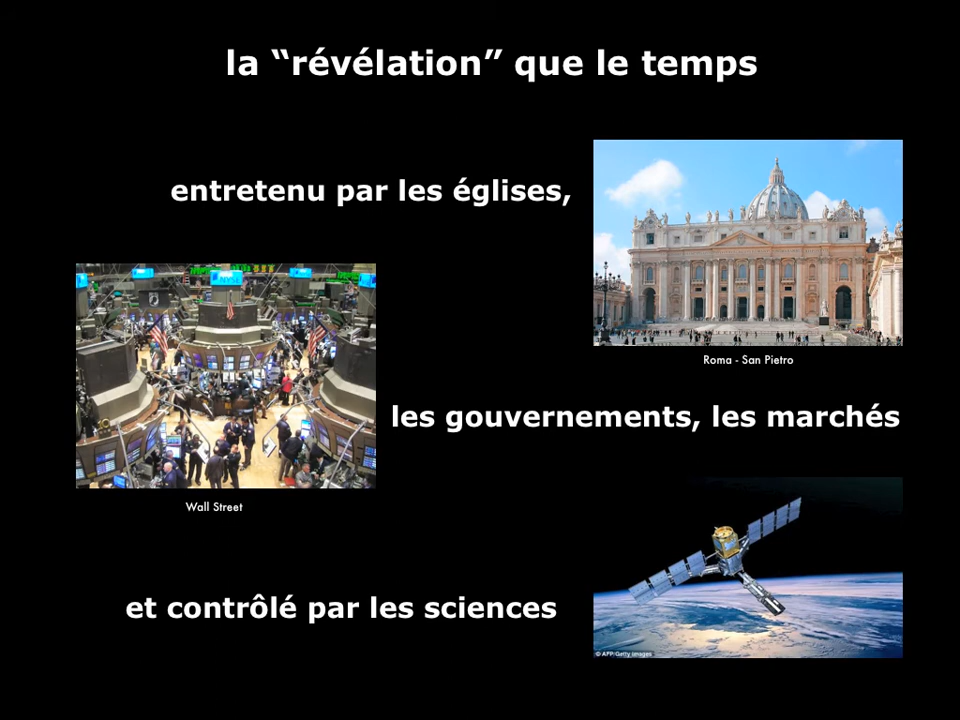 la “révélation” que le temps
entretenu par les églises,
Roma - San Pietro
les gouvernements, les marchés
Wall Street
et contrôlé par les sciences
© AFP/Getty Images